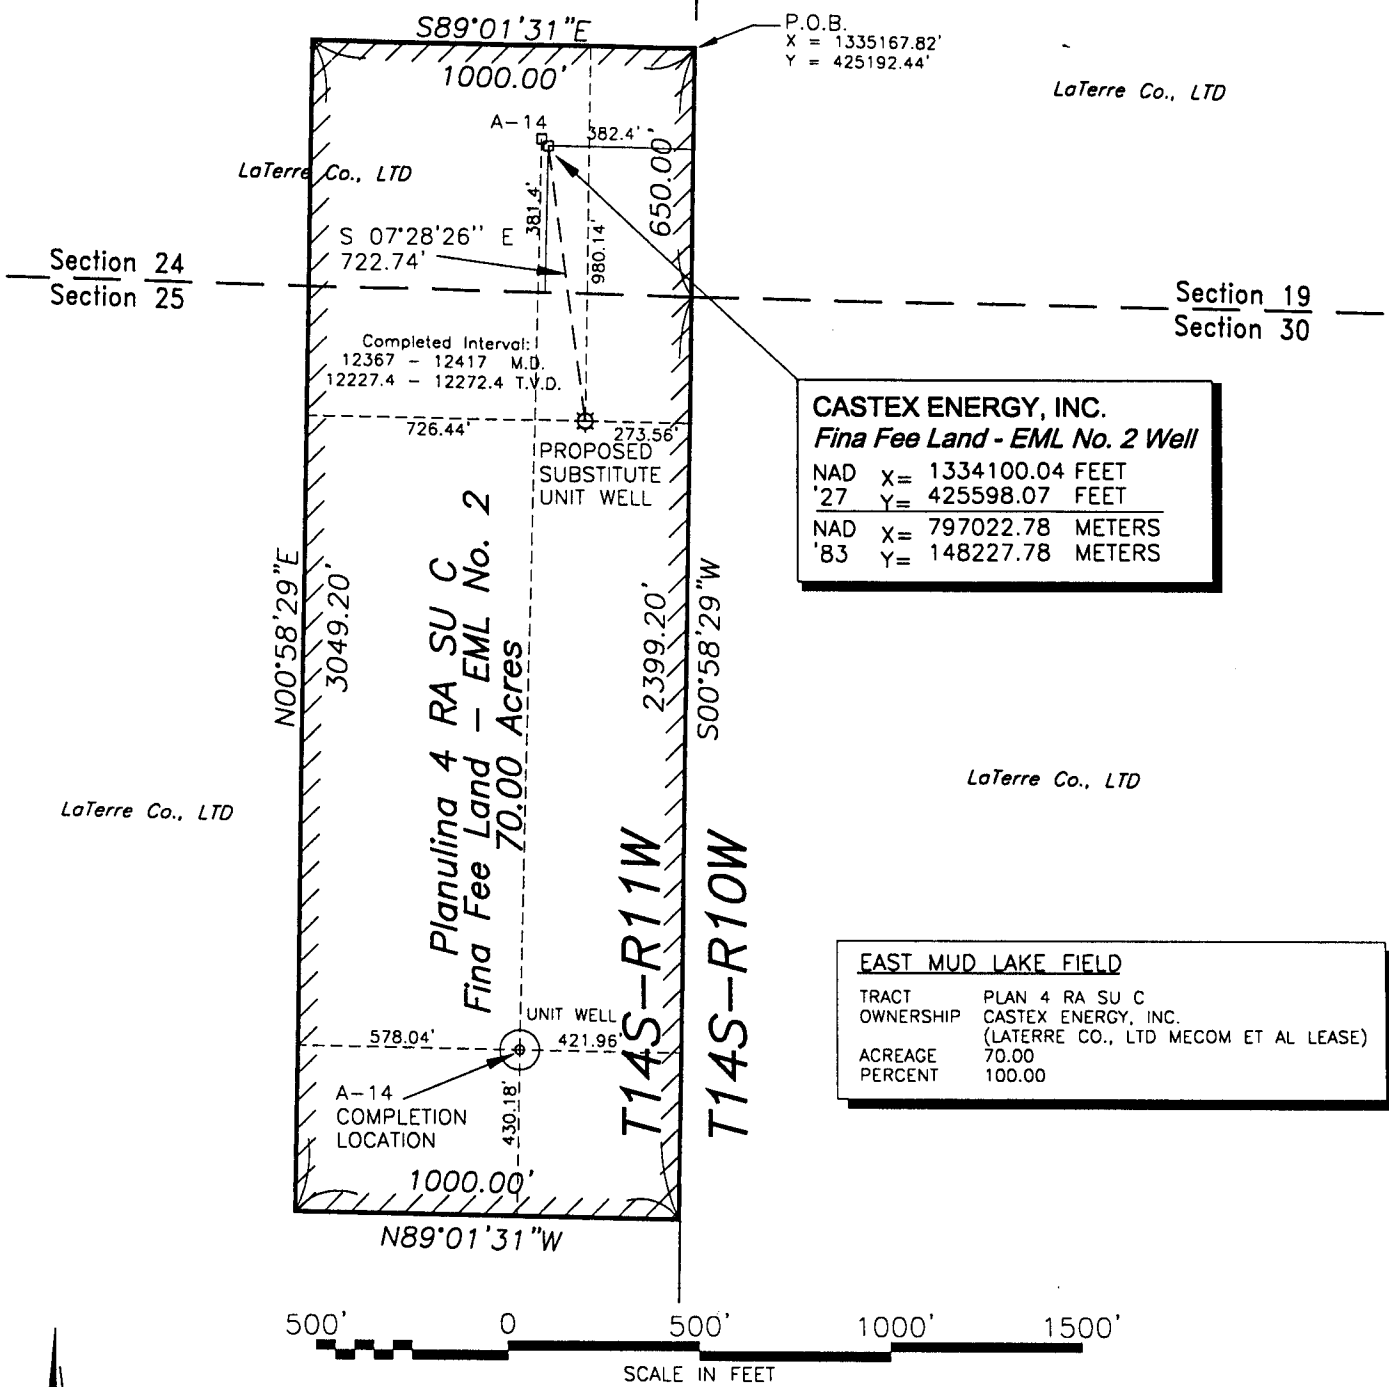 S89°01'31"E
1000.00'
P.O.B.
X = 1335167.82'
Y = 425192.44'
LaTerre Co., LTD
A-14
382.4'
LaTerre Co., LTD
381.4'
650.00
980.14'
S 07°28'26'' E
722.74'
Section 24
Section 25
Section 19
Section 30
Completed Interval:
12367 - 12417 M.D.
12227.4 - 12272.4 T.V.D.
726.44'
273.56'
PROPOSED
SUBSTITUTE
UNIT WELL
CASTEX ENERGY, INC.
Fina Fee Land - EML No. 2 Well
NAD X= 1334100.04 FEET
'27 Y= 425598.07 FEET
NAD X= 797022.78 METERS
'83 Y= 148227.78 METERS
N00°58'29"E
3049.20'
Planulina 4 RA SU C
Fina Fee Land - EML No. 2
70.00 Acres
2399.20'
S00°58'29"W
LaTerre Co., LTD
LaTerre Co., LTD
T14S-R11W
T14S-R10W
EAST MUD LAKE FIELD
TRACT PLAN 4 RA SU C
OWNERSHIP CASTEX ENERGY, INC.
(LATERRE CO., LTD MECOM ET AL LEASE)
ACREAGE 70.00
PERCENT 100.00
UNIT WELL
578.04'
421.96'
A-14
COMPLETION
LOCATION
430.18'
1000.00'
N89°01'31"W
500' 0 500' 1000' 1500'
SCALE IN FEET